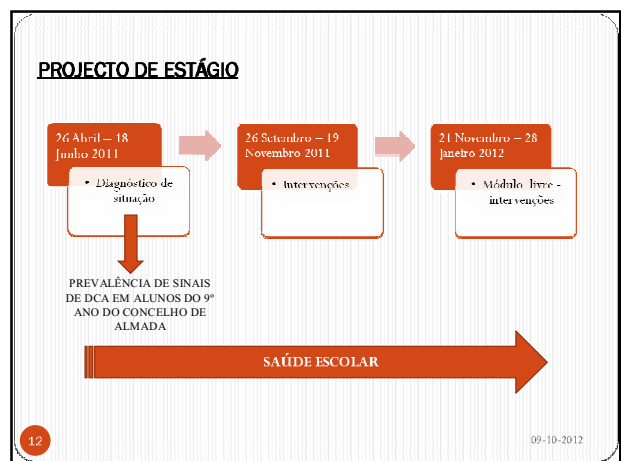 PROJECTO DE ESTÁGIO
26 Abril – 18
Junho 2011
• Diagnóstico de
situação
26 Setembro – 19
Novembro 2011
• Intervenções
21 Novembro – 28
Janeiro 2012
• Módulo livre -
intervenções
PREVALÊNCIA DE SINAIS
DE DCA EM ALUNOS DO 9º
ANO DO CONCELHO DE
ALMADA
SAÚDE ESCOLAR
12
09-10-2012